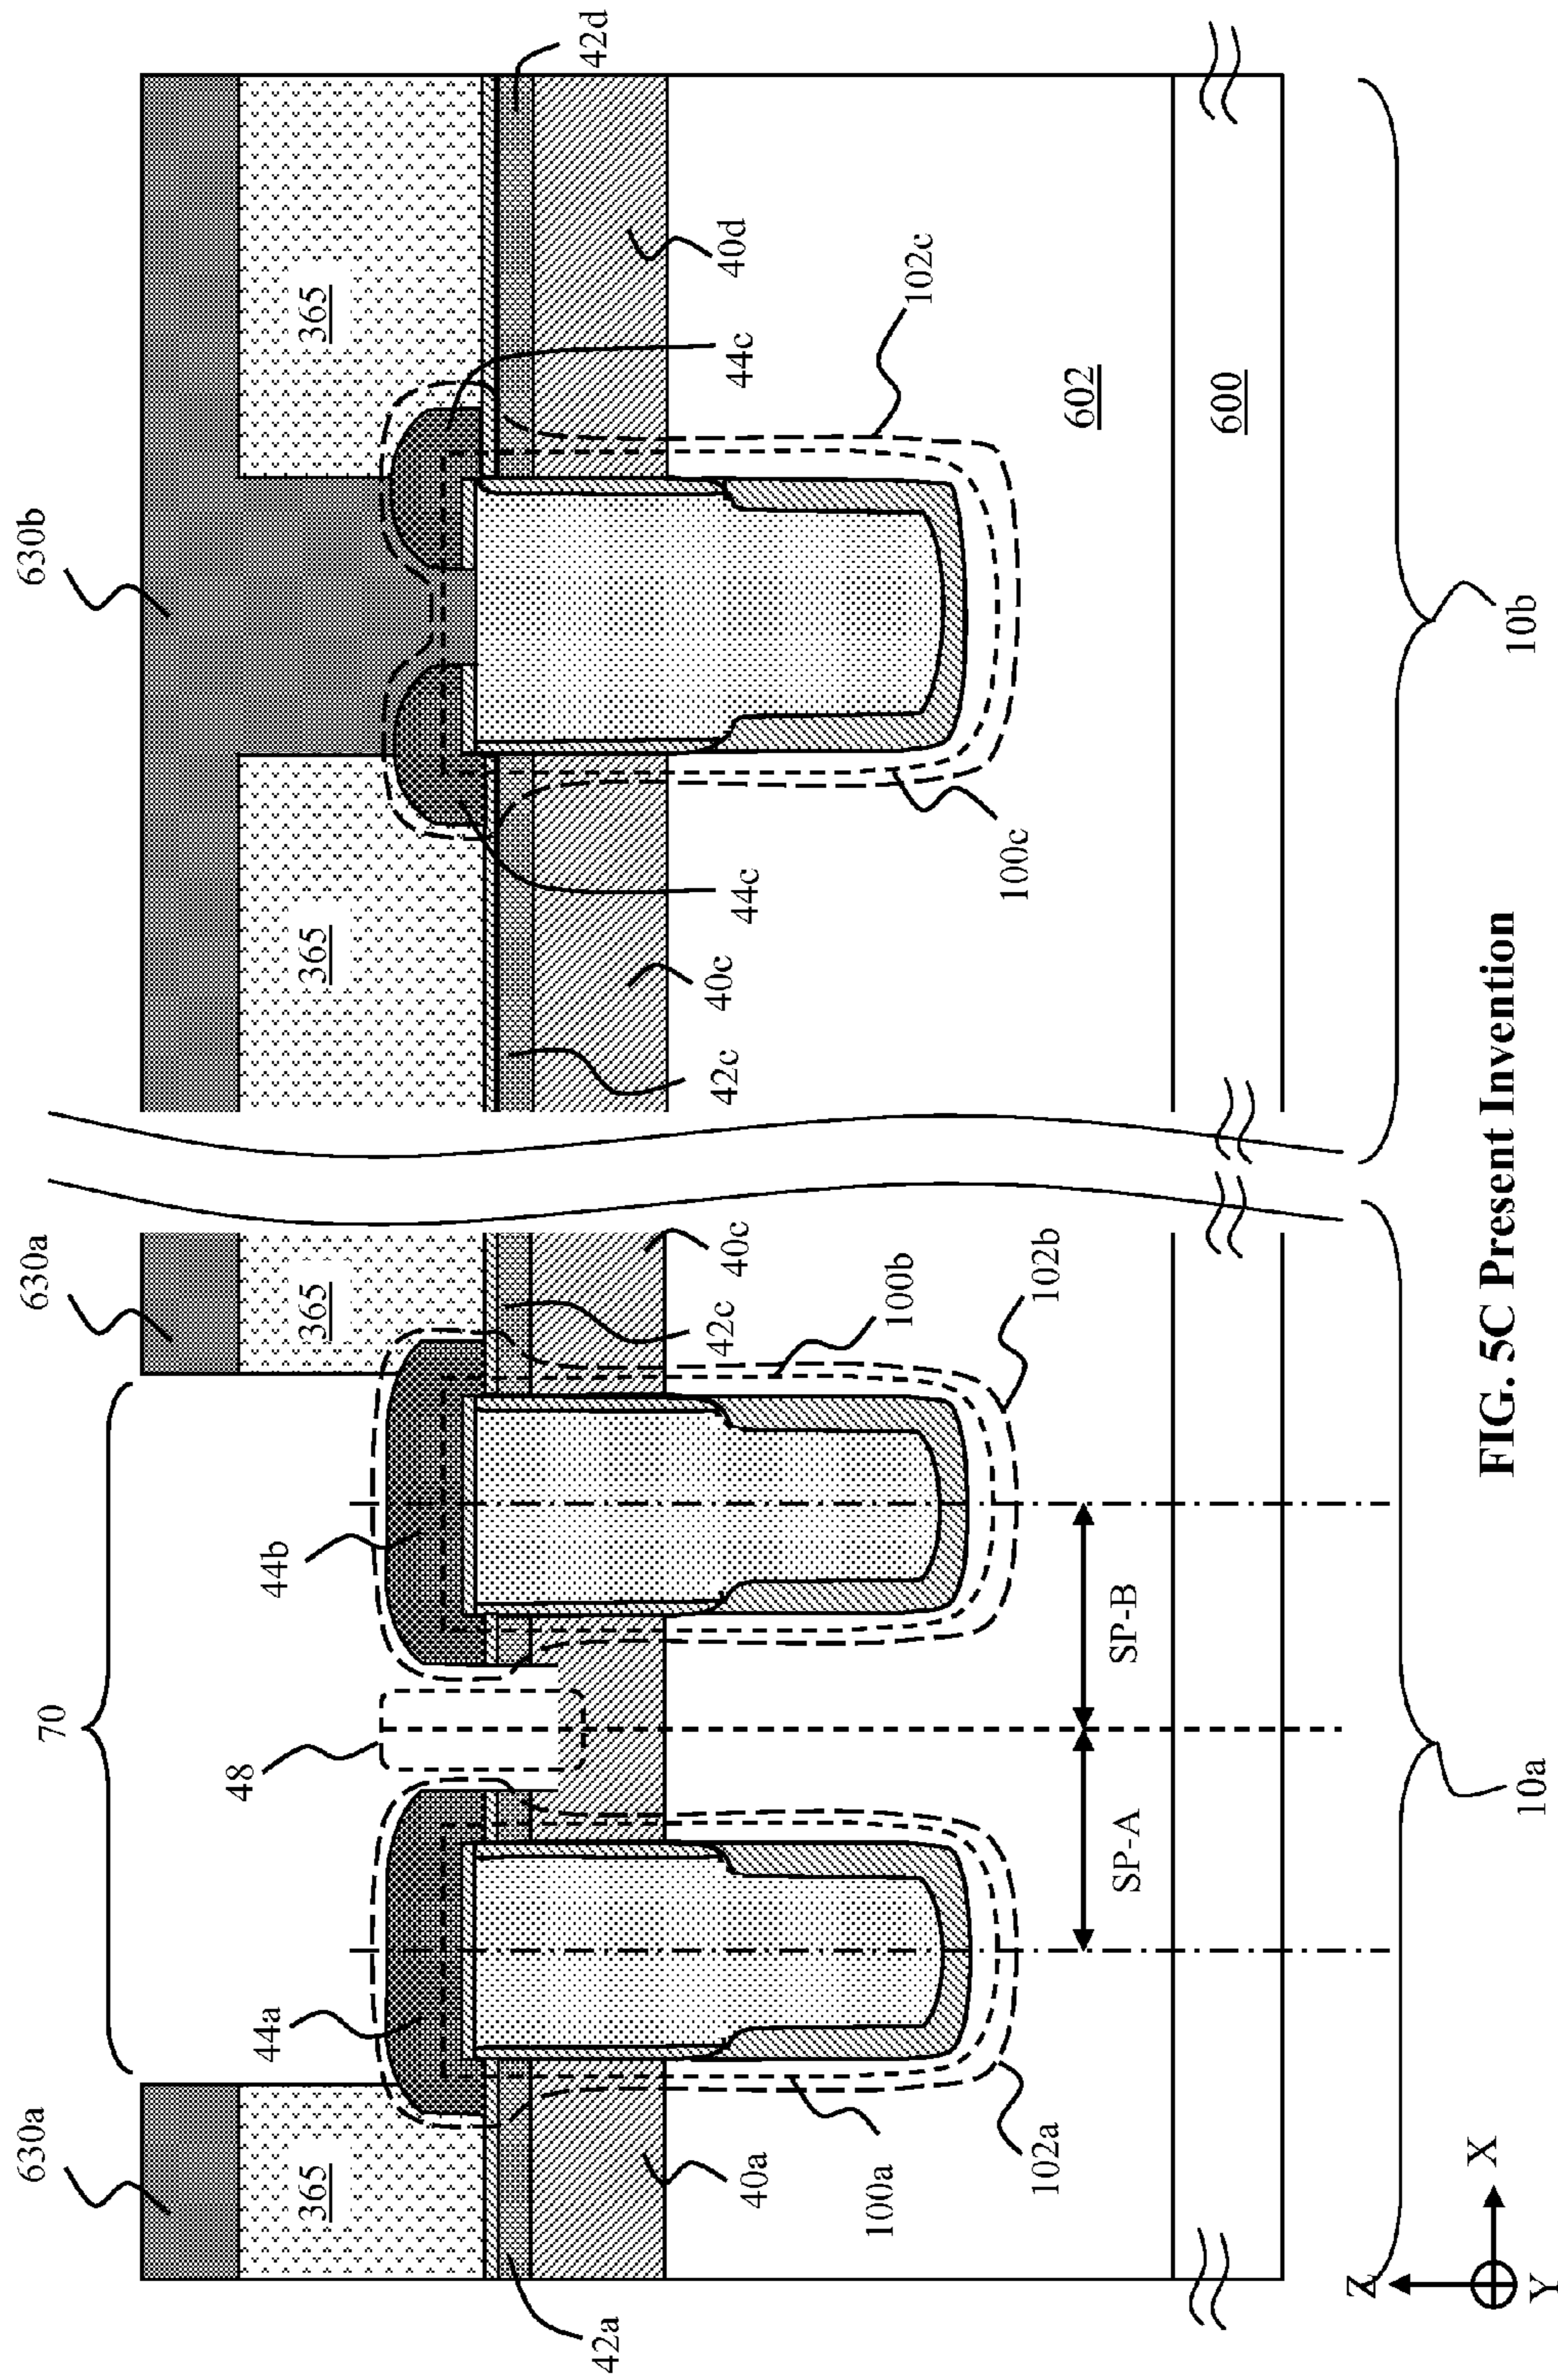 630a
70
630a
630b
365
365
365
365
44a
48
44b
42a
40a
42c
40c
42c
40c
44c
44c
40d
42d
100a
102a
100b
102b
100c
102c
SP-A
SP-B
602
600
10a
10b
Z
X
Y
FIG. 5C Present Invention